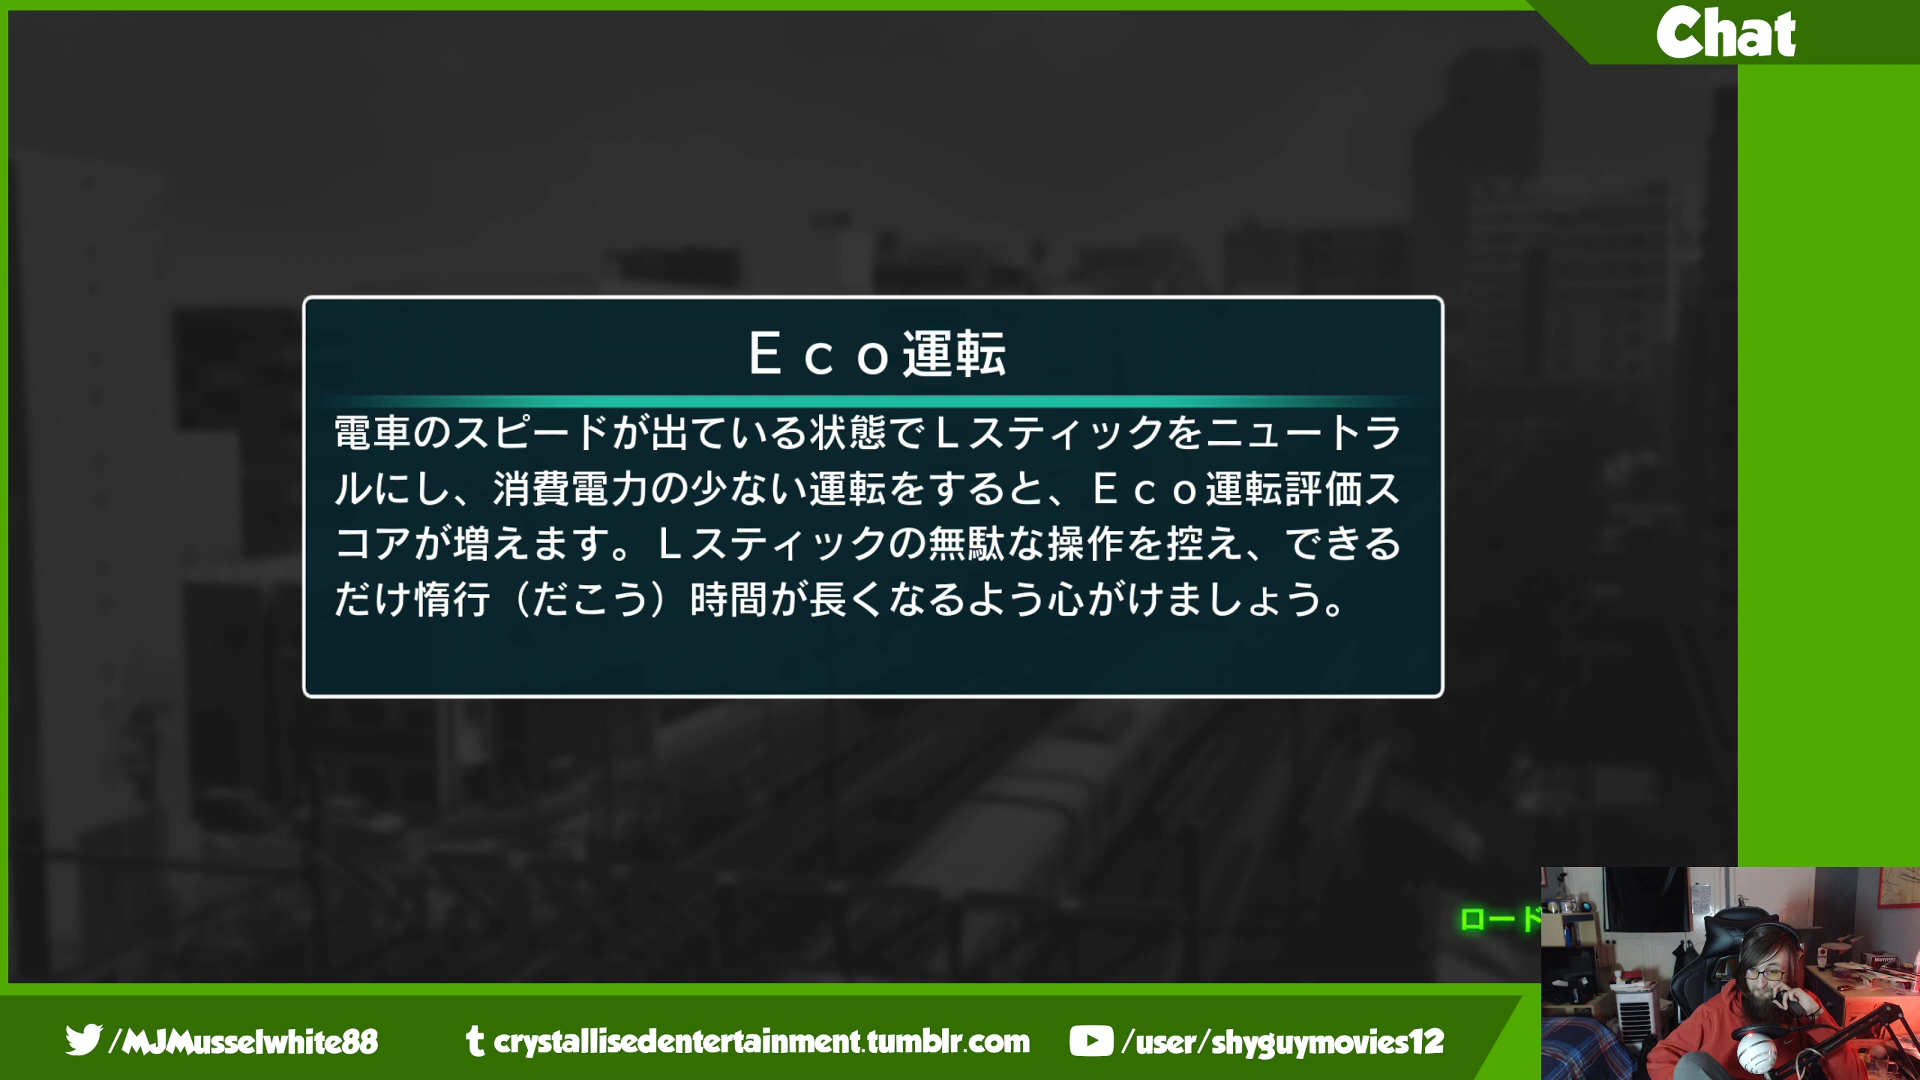 Chat
Ｅｃｏ運転
電車のスピードが出ている状態でＬスティックをニュートラ
ルにし、消費電力の少ない運転をすると、Ｅｃｏ運転評価ス
コアが増えます。Ｌスティックの無駄な操作を控え、できる
だけ惰行（だこう）時間が長くなるよう心がけましょう。
ロード
/MJMusselwhite88
crystallisedentertainment.tumblr.com
/user/shyguymovies12